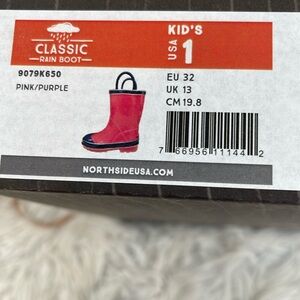 CLASSIC
RAIN BOOT
9079K650
PINK/PURPLE
KID'S
USA 1
EU 32
UK 13
CM 19.8
7 66956 11144 2
NORTHSIDEUSA.COM